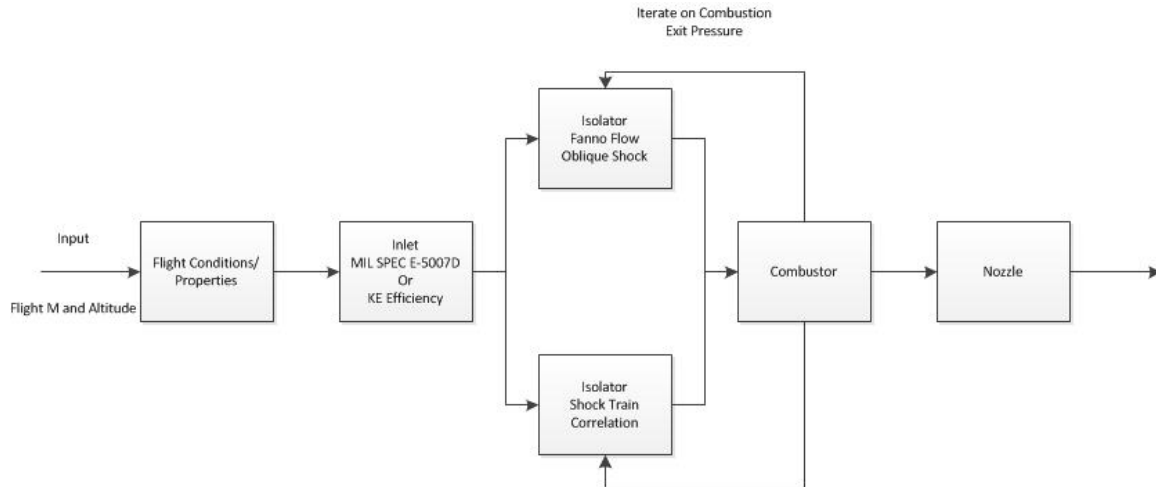 Iterate on Combustion
Exit Pressure
Isolator
Fanno Flow
Oblique Shock
Input
Flight M and Altitude
Flight Conditions/
Properties
Inlet
MIL SPEC E-5007D
Or
KE Efficiency
Combustor
Nozzle
Isolator
Shock Train
Correlation